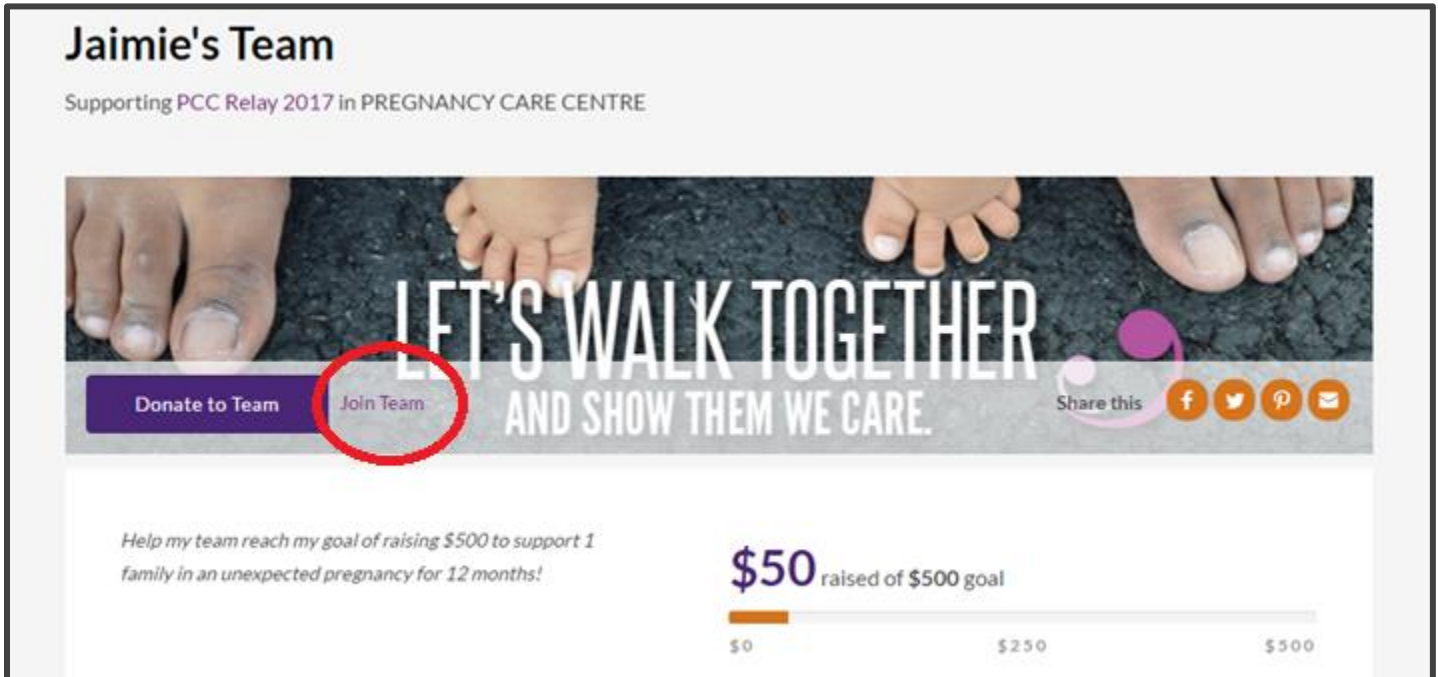 Jaimie's Team
Supporting PCC Relay 2017 in PREGNANCY CARE CENTRE
LET'S WALK TOGETHER
AND SHOW THEM WE CARE.
Donate to Team
Join Team
Share this
Help my team reach my goal of raising $500 to support 1
family in an unexpected pregnancy for 12 months!
$50 raised of $500 goal
$0 $250 $500